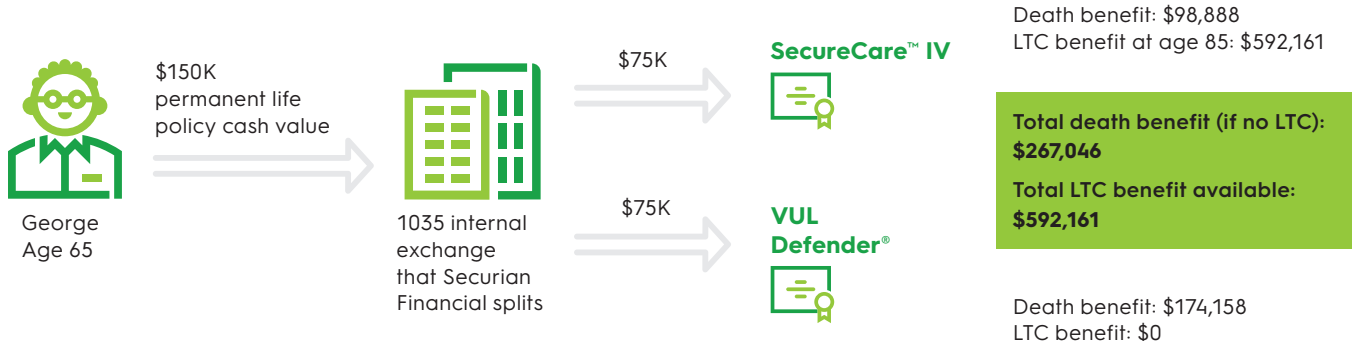 $150K
permanent life
policy cash value
George
Age 65
1035 internal
exchange
that Securian
Financial splits
$75K
SecureCare™ IV
Death benefit: $98,888
LTC benefit at age 85: $592,161
Total death benefit (if no LTC):
$267,046
Total LTC benefit available:
$592,161
$75K
VUL
Defender®
Death benefit: $174,158
LTC benefit: $0